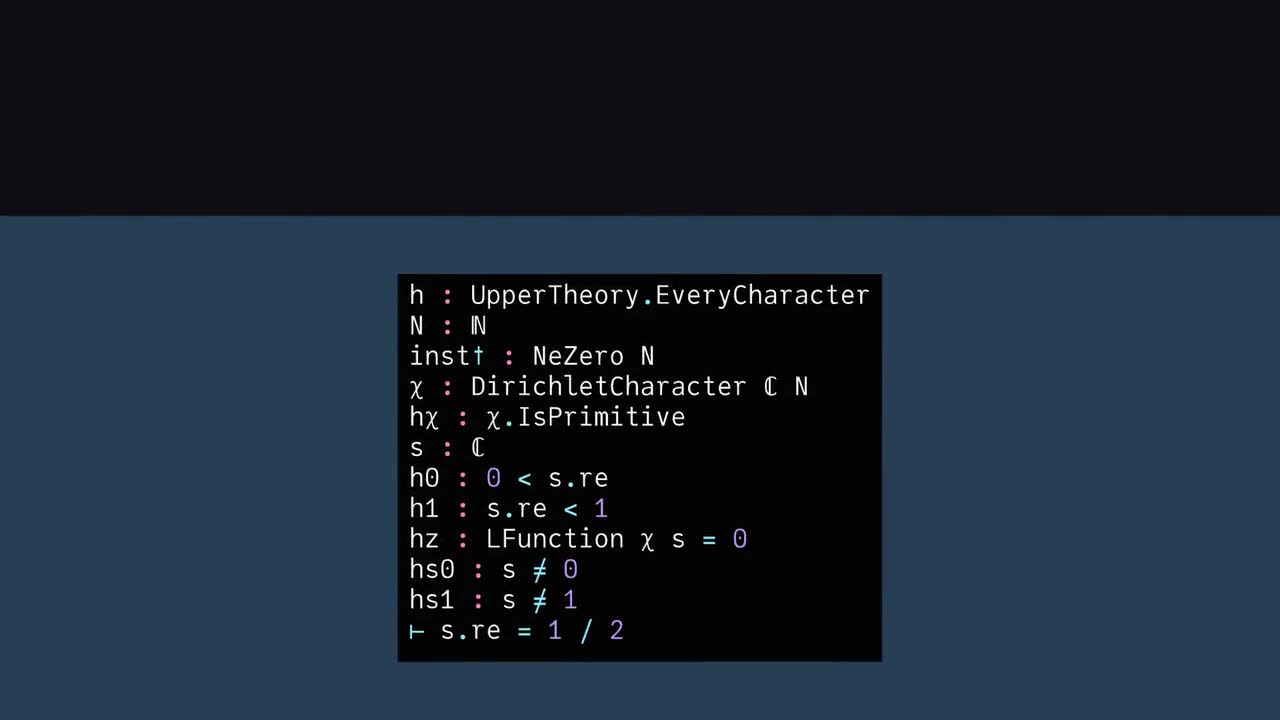 h : UpperTheory.EveryCharacter
N : ℕ
inst† : NeZero N
χ : DirichletCharacter ℂ N
hχ : χ.IsPrimitive
s : ℂ
h0 : 0 < s.re
h1 : s.re < 1
hz : LFunction χ s = 0
hs0 : s ≠ 0
hs1 : s ≠ 1
⊢ s.re = 1 / 2